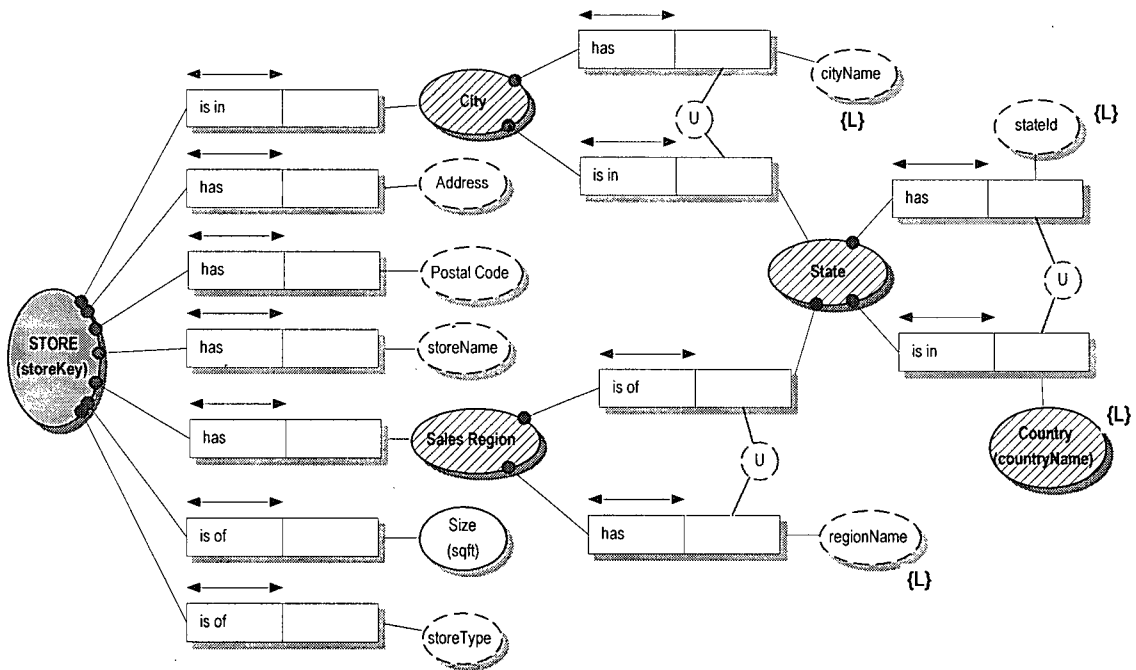 has
cityName
{L}
is in
City
U
stateId
{L}
has
Address
is in
has
has
Postal Code
State
U
STORE
(storeKey)
has
storeName
is in
is of
has
Sales Region
Country
(countryName)
{L}
U
is of
Size
(sqft)
has
regionName
{L}
is of
storeType